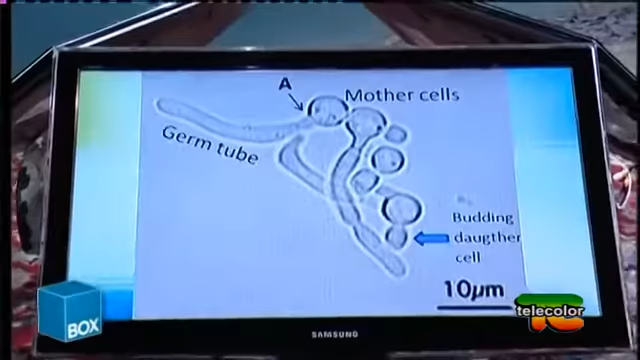 A
Mother cells
Germ tube
Budding
daugther
cell
10µm
telecolor
BOX
SAMSUNG